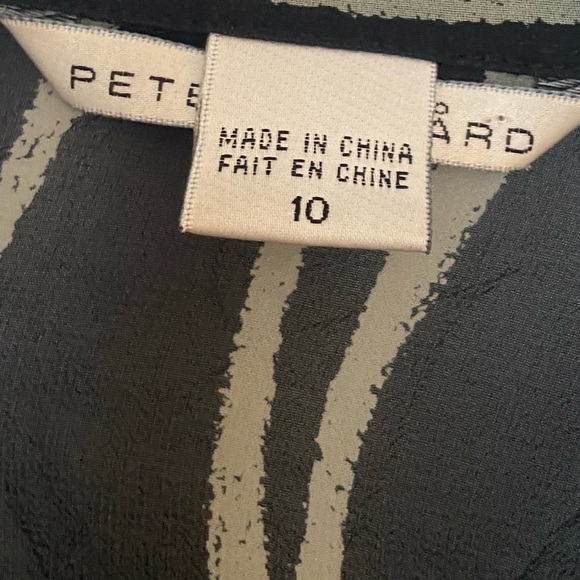 PETE ARD
MADE IN CHINA
FAIT EN CHINE
10